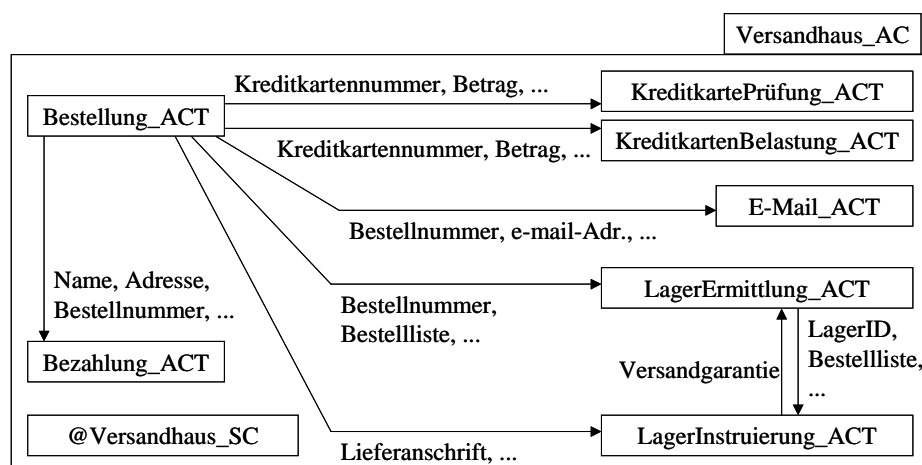 Versandhaus_AC
Kreditkartennummer, Betrag, ...
KreditkartePrüfung_ACT
Bestellung_ACT
KreditkartenBelastung_ACT
Kreditkartennummer, Betrag, ...
E-Mail_ACT
Bestellnummer, e-mail-Adr., ...
Name, Adresse,
Bestellnummer, ...
LagerErmittlung_ACT
Bestellnummer,
Bestellliste, ...
LagerID,
Bestellliste,
...
Bezahlung_ACT
Versandgarantie
@Versandhaus_SC
LagerInstruierung_ACT
Lieferanschrift, ...